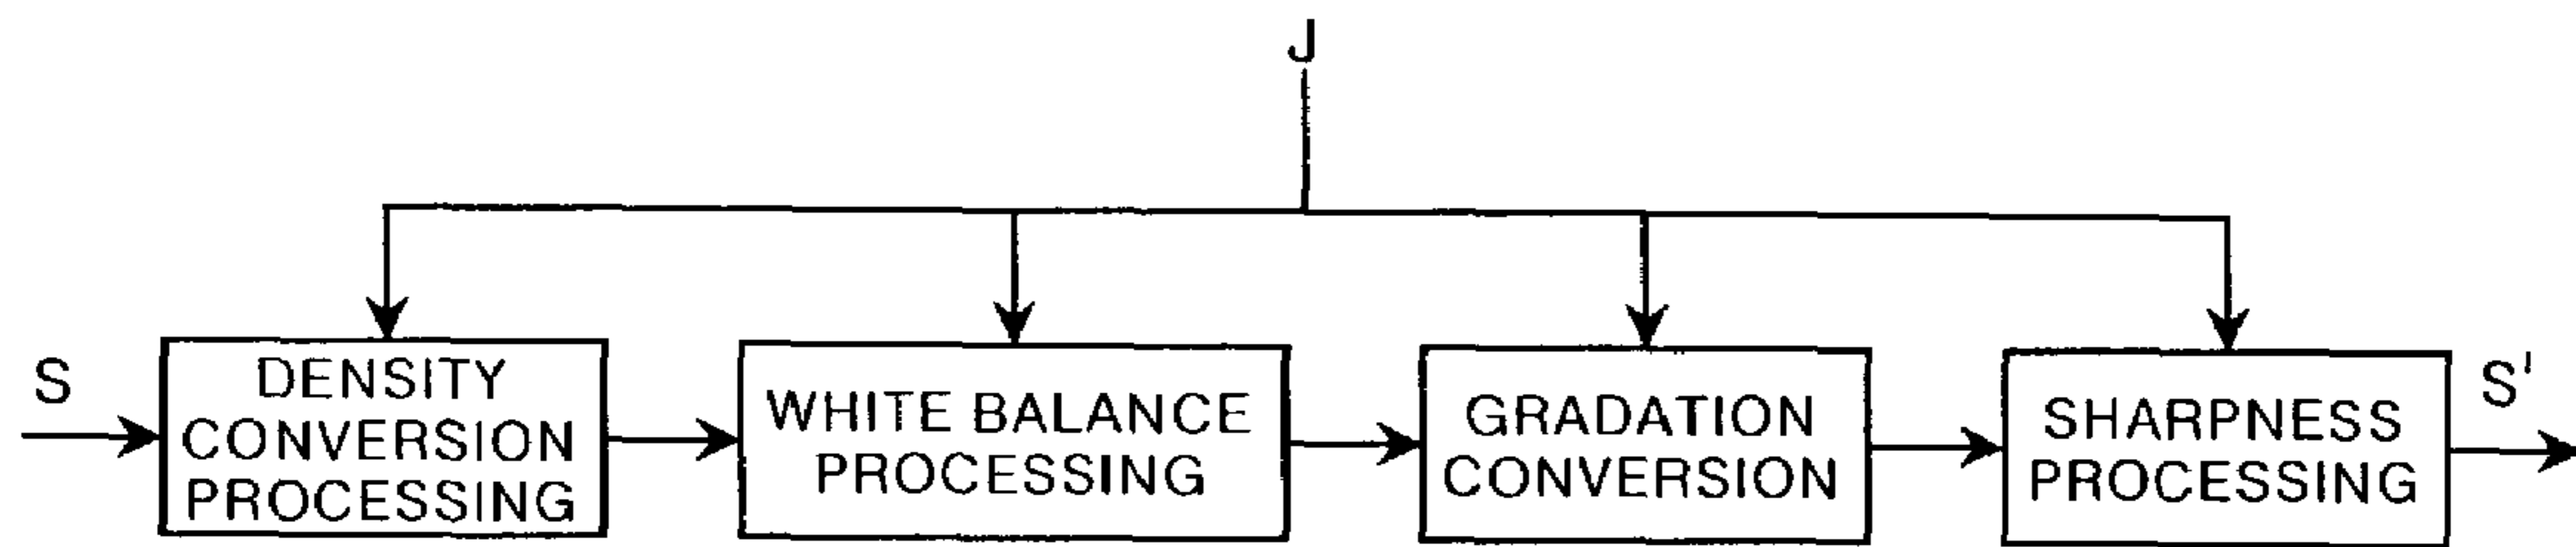 J
S
DENSITY
CONVERSION
PROCESSING
WHITE BALANCE
PROCESSING
GRADATION
CONVERSION
SHARPNESS
PROCESSING
S'